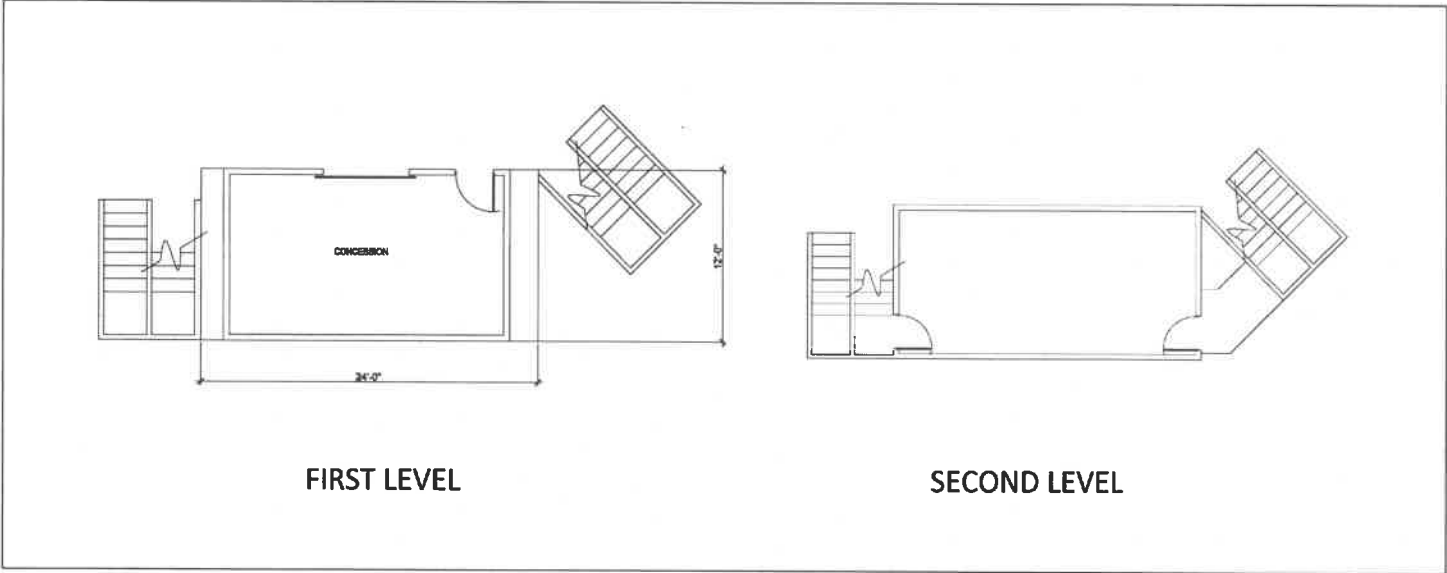 CONCESSION
12'-0"
24'-0"
FIRST LEVEL
SECOND LEVEL